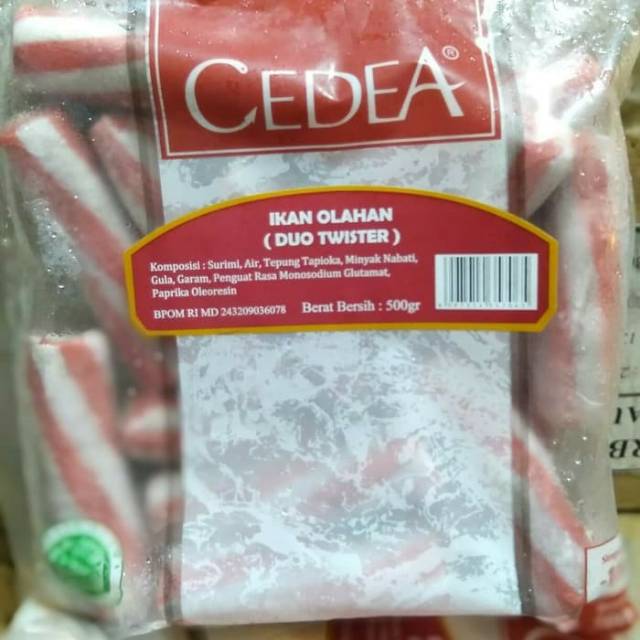 CEDEA®
IKAN OLAHAN
( DUO TWISTER )
Komposisi : Surimi, Air, Tepung Tapioka, Minyak Nabati,
Gula, Garam, Penguat Rasa Monosodium Glutamat,
Paprika Oleoresin
BPOM RI MD 243209036078 Berat Bersih : 500gr